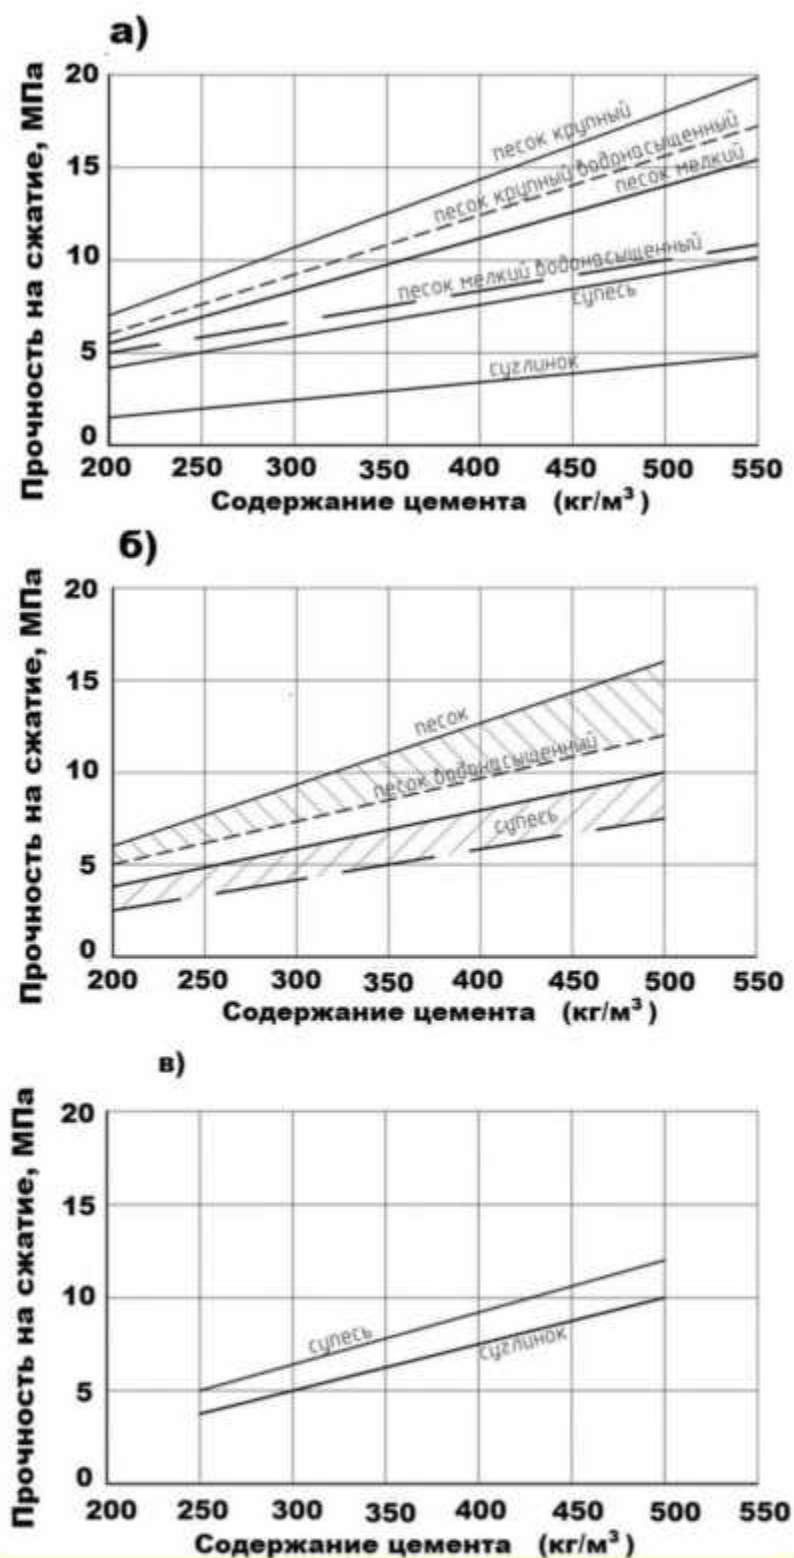 а)
Прочность на сжатие, МПа
20
15
10
5
0
песок крупный
песок крупный водонасыщенный
песок мелкий
песок мелкий водонасыщенный
супесь
суглинок
200 250 300 350 400 450 500 550
Содержание цемента (кг/м³)
б)
Прочность на сжатие, МПа
20
15
10
5
0
песок
песок водонасыщенный
супесь
200 250 300 350 400 450 500 550
Содержание цемента (кг/м³)
в)
Прочность на сжатие, МПа
20
15
10
5
0
супесь
суглинок
200 250 300 350 400 450 500 550
Содержание цемента (кг/м³)